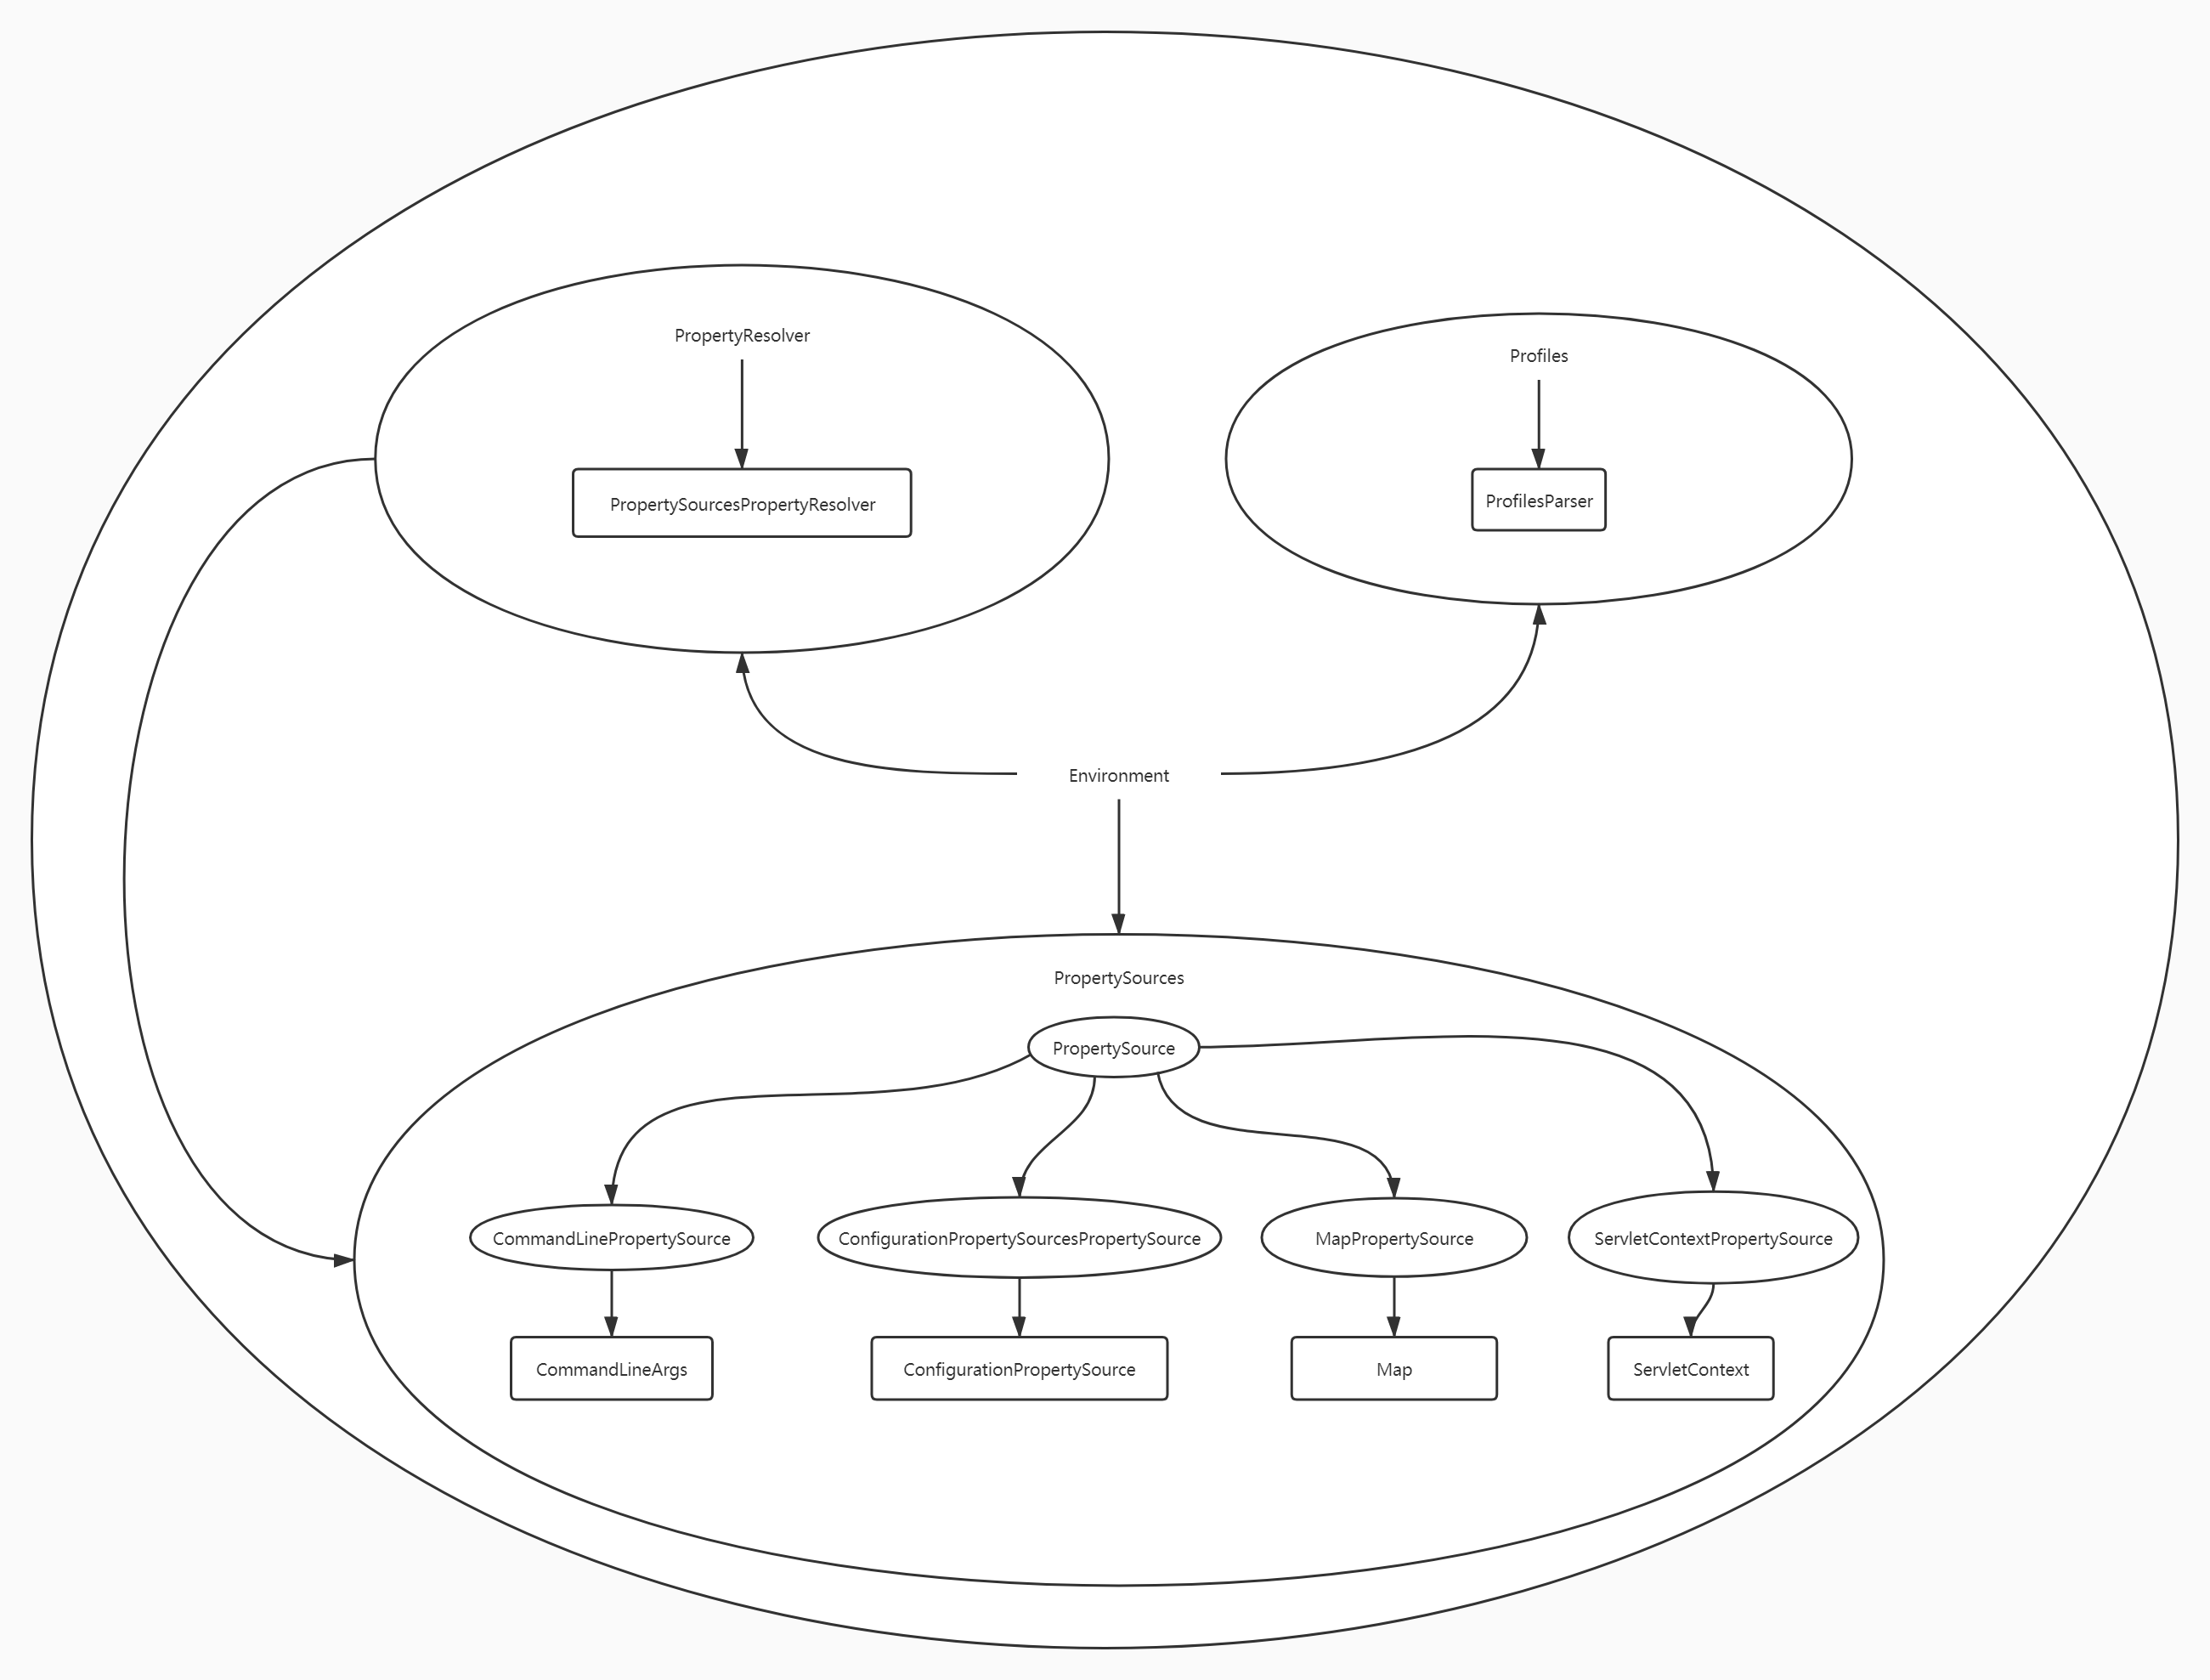 PropertyResolver
Profiles
PropertySourcesPropertyResolver
ProfilesParser
Environment
PropertySources
PropertySource
CommandLinePropertySource
ConfigurationPropertySourcesPropertySource
MapPropertySource
ServletContextPropertySource
CommandLineArgs
ConfigurationPropertySource
Map
ServletContext